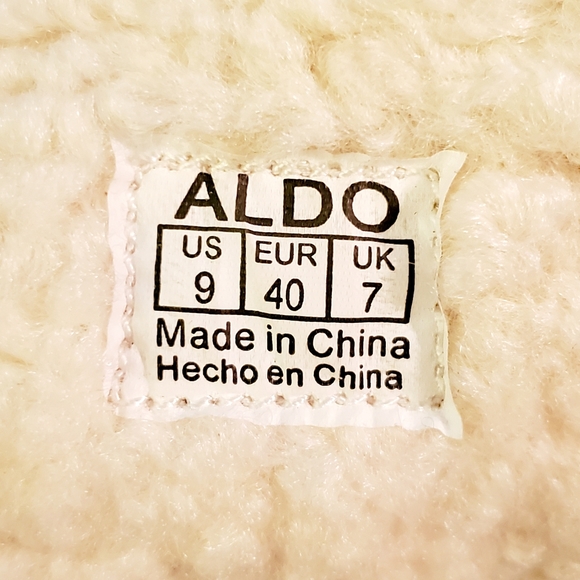 ALDO
US EUR UK
9 40 7
Made in China
Hecho en China